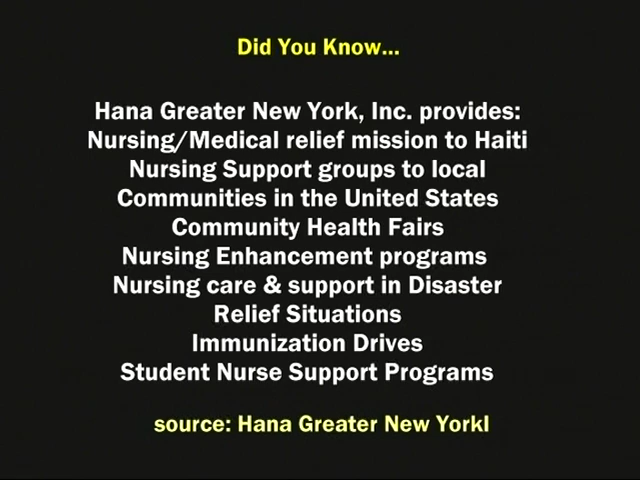 Did You Know...
Hana Greater New York, Inc. provides:
Nursing/Medical relief mission to Haiti
Nursing Support groups to local
Communities in the United States
Community Health Fairs
Nursing Enhancement programs
Nursing care & support in Disaster
Relief Situations
Immunization Drives
Student Nurse Support Programs
source: Hana Greater New YorkI